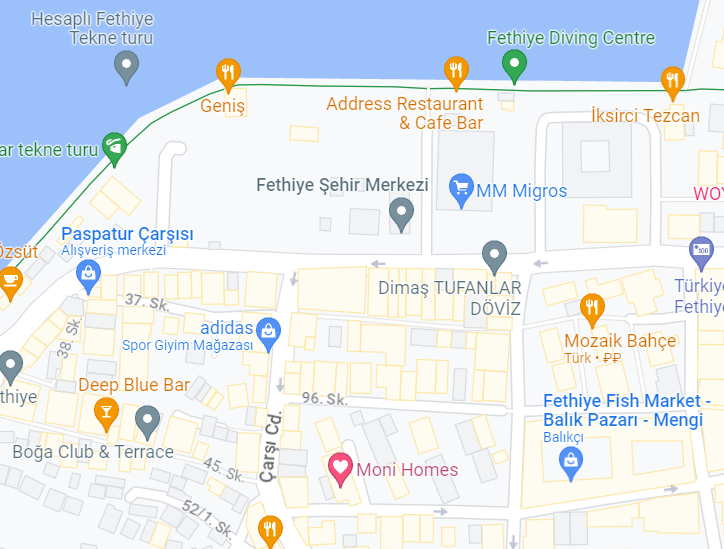 Hesaplı Fethiye
Tekne turu
Fethiye Diving Centre
Geniş
Address Restaurant
& Cafe Bar
İksirci Tezcan
ar tekne turu
Fethiye Şehir Merkezi
MM Migros
WOY
Paspatur Çarşısı
Alışveriş merkezi
Özsüt
Dimaş TUFANLAR
DÖVİZ
Türkiye
Fethiye
37. Sk.
38. Sk.
adidas
Spor Giyim Mağazası
Mozaik Bahçe
Türk • ₽₽
thiye
Deep Blue Bar
96. Sk.
Fethiye Fish Market -
Balık Pazarı - Mengi
Balıkçı
Boğa Club & Terrace
Çarşı Cd.
45. Sk.
Moni Homes
52/1. Sk.